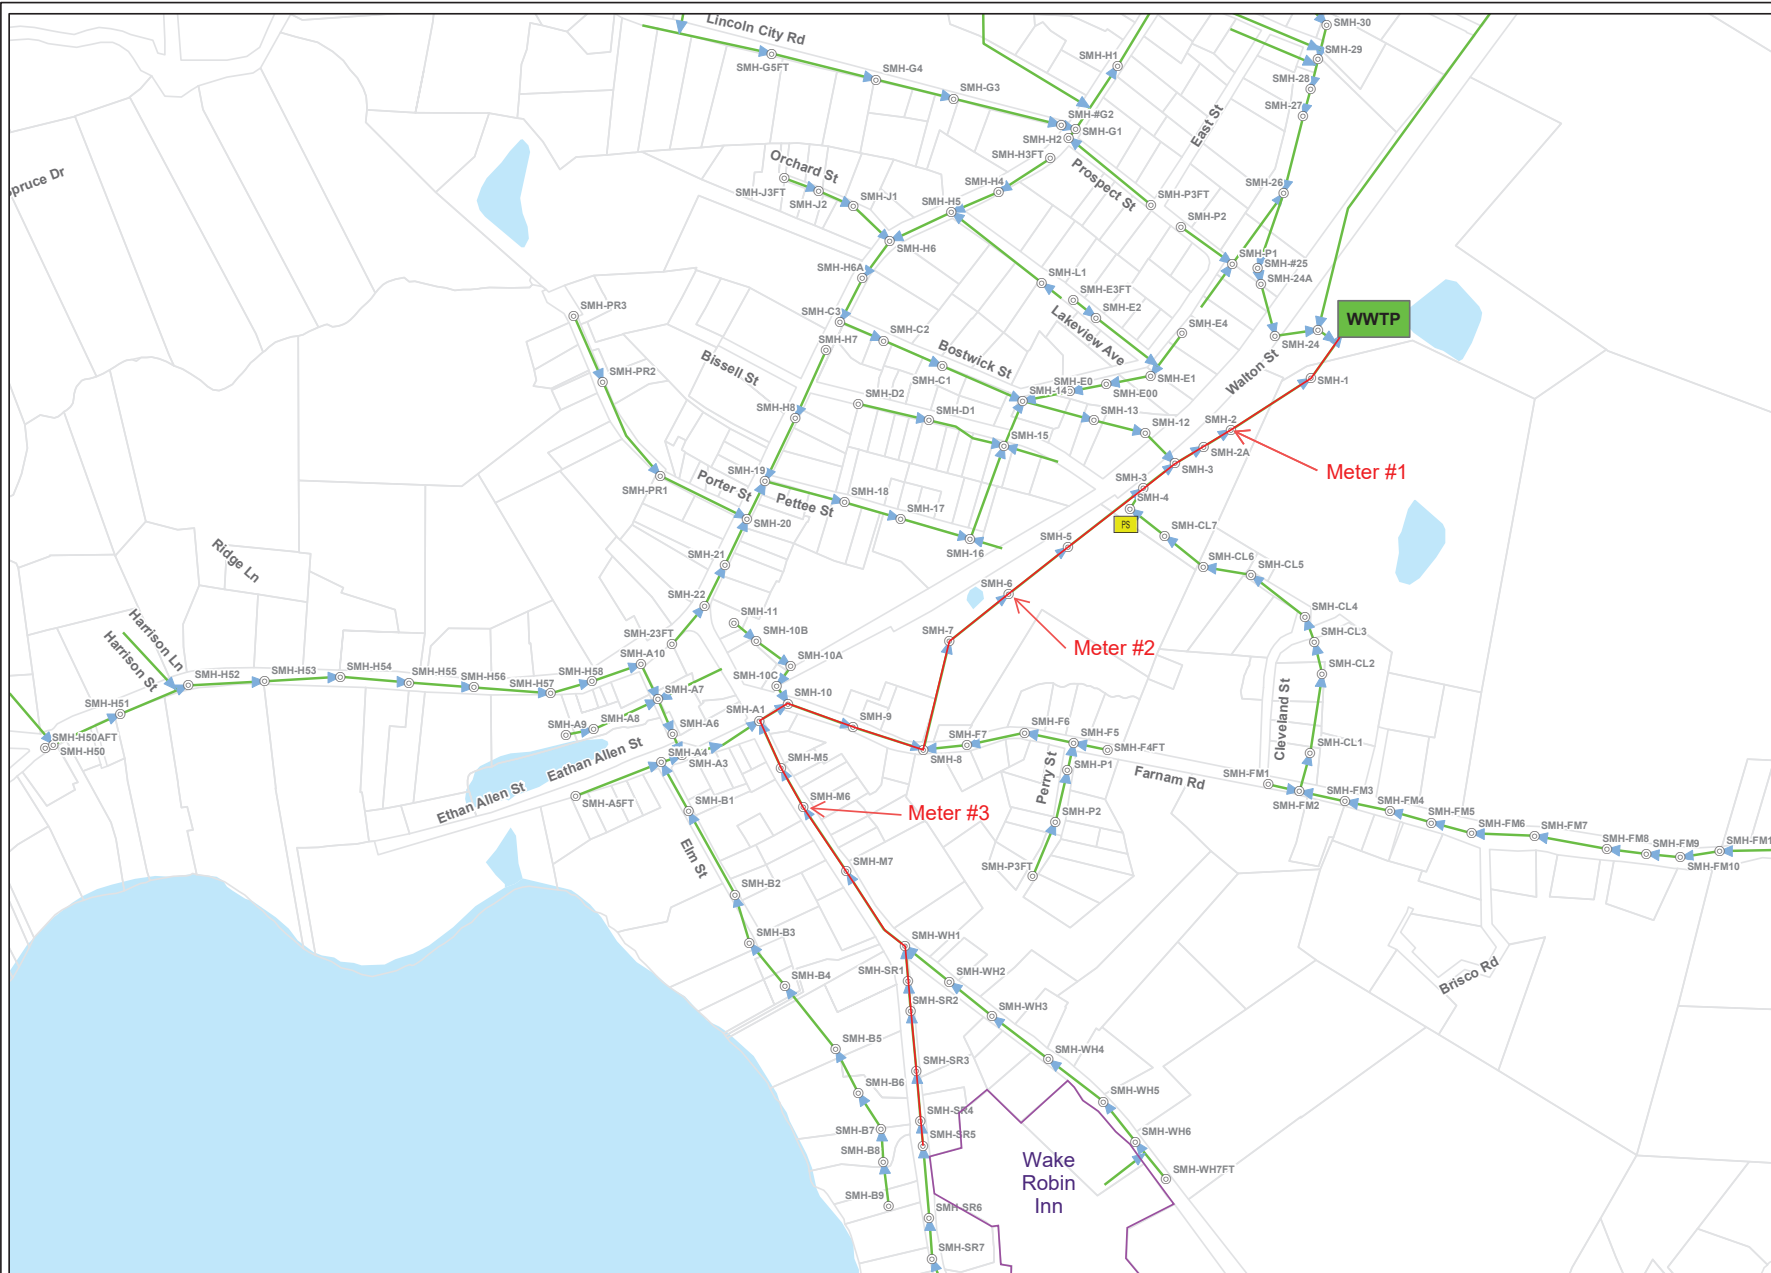 Lincoln City Rd
SMH-30
SMH-29
SMH-H1
SMH-G5FT
SMH-G4
SMH-28
SMH-G3
SMH-27
SMH-#G2
SMH-G1
East St
SMH-H2
SMH-H3FT
Orchard St
Prospect St
SMH-26
SMH-J3FT
SMH-H4
SMH-J1
SMH-J2
SMH-P3FT
SMH-H5
SMH-P2
SMH-H6
SMH-P1
SMH-#25
SMH-24A
SMH-H6A
SMH-L1
SMH-E3FT
SMH-E2
SMH-PR3
SMH-C3
SMH-C2
Lakeview Ave
SMH-E4
WWTP
SMH-24
SMH-H7
Bostwick St
Bissell St
Walton St
SMH-PR2
SMH-C1
SMH-E0
SMH-E1
SMH-1
SMH-14
SMH-E00
SMH-D2
SMH-H8
SMH-D1
SMH-13
SMH-12
SMH-2
SMH-15
SMH-2A
SMH-3
Meter #1
SMH-19
SMH-PR1
Porter St
Pettee St
SMH-18
SMH-3
SMH-4
SMH-17
SMH-20
PS
SMH-CL7
SMH-5
SMH-16
SMH-21
SMH-CL6
SMH-CL5
Ridge Ln
SMH-6
SMH-22
SMH-11
SMH-CL4
Harrison Ln
Harrison St
SMH-23FT
SMH-10B
SMH-7
SMH-CL3
Meter #2
SMH-A10
SMH-10A
SMH-CL2
SMH-H52
SMH-H53
SMH-H54
SMH-H55
SMH-H56
SMH-H57
SMH-H58
SMH-10C
SMH-A7
SMH-10
SMH-H51
SMH-A1
SMH-A8
SMH-A9
SMH-A6
SMH-9
SMH-F6
SMH-F5
Cleveland St
SMH-H50AFT
SMH-H50
SMH-F7
SMH-F4FT
SMH-A4
SMH-A3
Eathan Allen St
SMH-M5
SMH-8
SMH-CL1
SMH-P1
Perry St
Farnam Rd
SMH-FM1
Ethan Allen St
SMH-A5FT
SMH-B1
SMH-M6
Meter #3
SMH-P2
SMH-FM2
SMH-FM3
SMH-FM4
SMH-FM5
SMH-FM6
SMH-FM7
SMH-FM8
SMH-FM9
SMH-FM10
SMH-FM1
Elm St
SMH-M7
SMH-P3FT
SMH-B2
SMH-B3
SMH-WH1
SMH-SR1
SMH-WH2
SMH-B4
SMH-SR2
SMH-WH3
Brisco Rd
SMH-B5
SMH-WH4
SMH-SR3
SMH-B6
SMH-WH5
SMH-SR4
SMH-B7
SMH-SR5
SMH-WH6
SMH-B8
Wake
Robin
Inn
SMH-WH7FT
SMH-B9
SMH-SR6
SMH-SR7